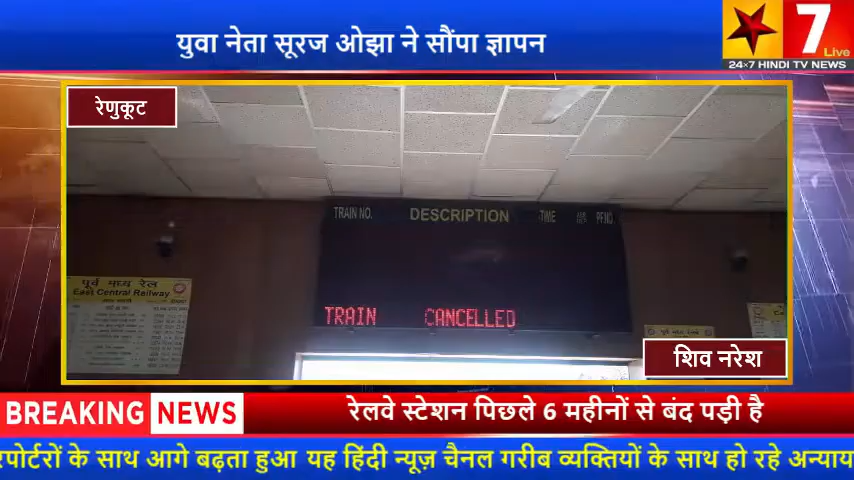 युवा नेता सूरज ओझा ने सौंपा ज्ञापन
7
Live
24×7 HINDI TV NEWS
रेणुकूट
TRAIN NO. DESCRIPTION TIME PFNO.
TRAIN CANCELLED
पूर्व मध्य रेल
East Central Railway
शिव नरेश
BREAKING NEWS
रेलवे स्टेशन पिछले 6 महीनों से बंद पड़ी है
रपोर्टरों के साथ आगे बढ़ता हुआ यह हिंदी न्यूज़ चैनल गरीब व्यक्तियों के साथ हो रहे अन्याय